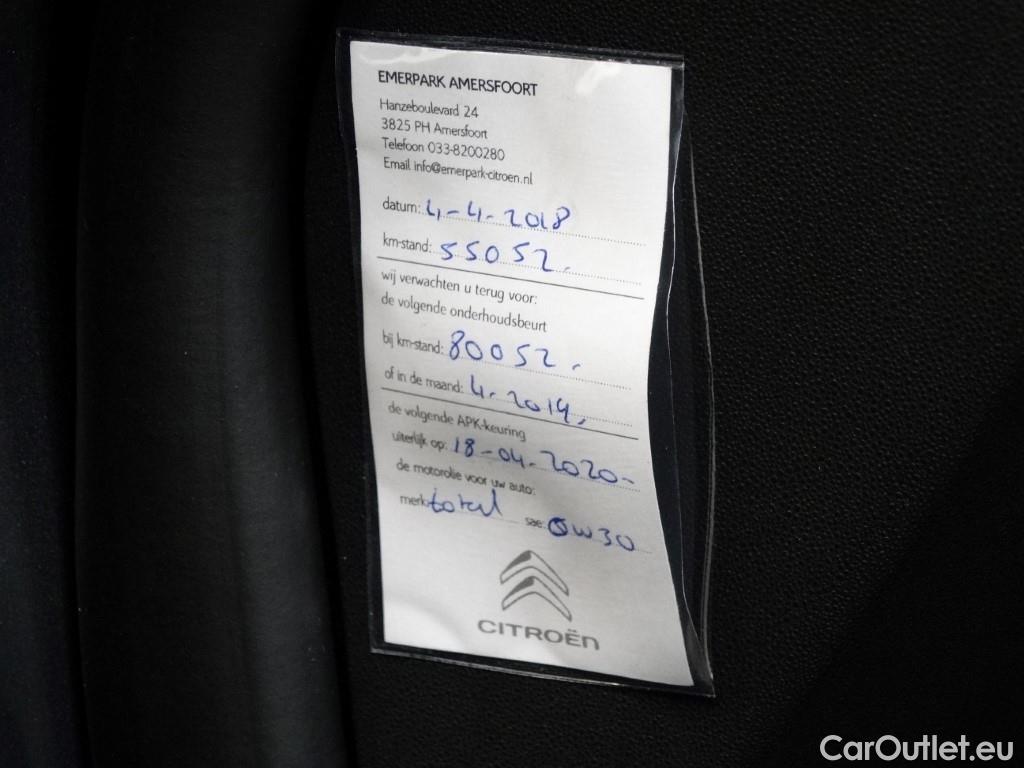 EMERPARK AMERSFOORT
Hanzeboulevard 24
3825 PH Amersfoort
Telefoon 033-8200280
Email info@emerpark-citroen.nl
datum: 4-4-2018
km-stand: 55052.
wij verwachten u terug voor:
de volgende onderhoudsbeurt
bij km-stand: 80052.
of in de maand: 4.2019.
de volgende APK-keuring
uiterlijk op: 18-04-2020-
de motorolie voor uw auto:
merk: total sae: 0W30
CITROËN
CarOutlet.eu